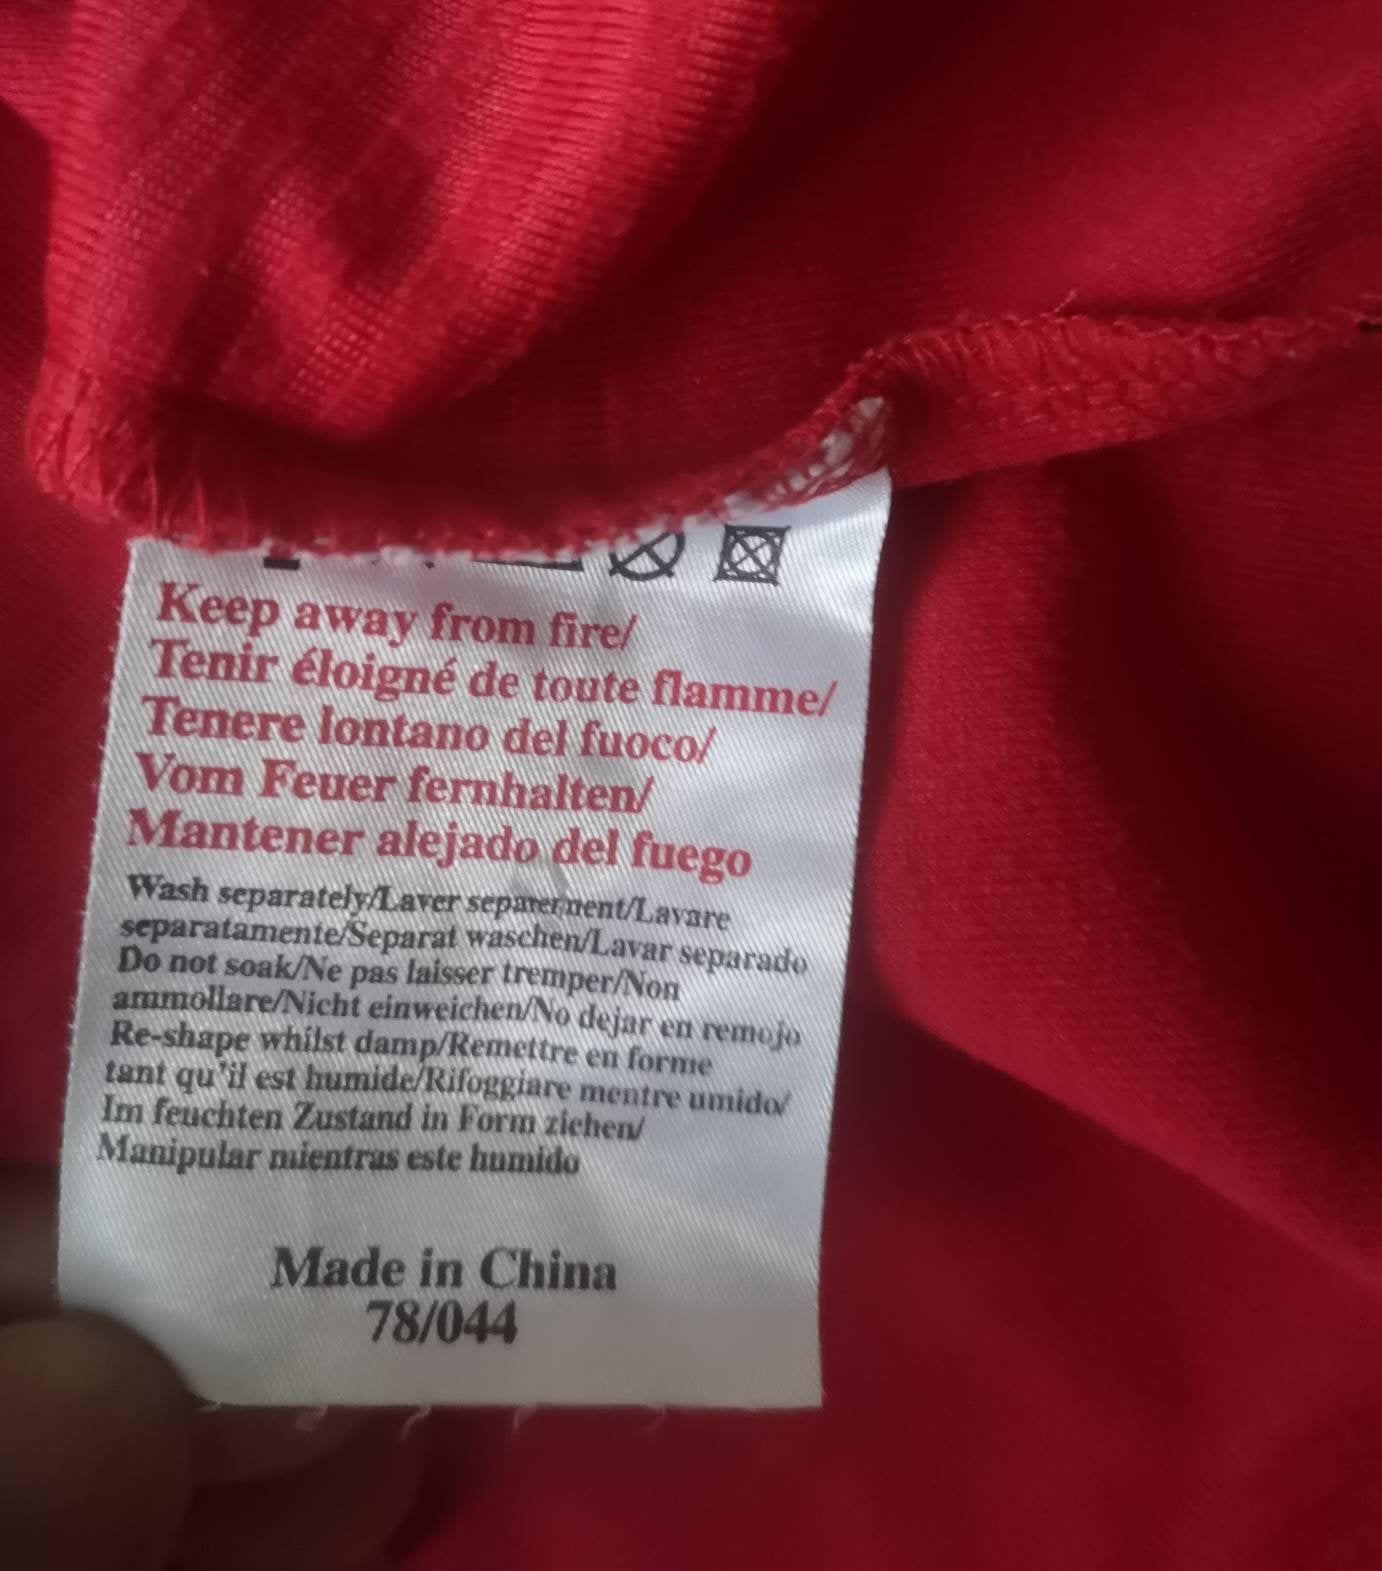 Keep away from fire/
Tenir éloigné de toute flamme/
Tenere lontano del fuoco/
Vom Feuer fernhalten/
Mantener alejado del fuego
Wash separately/Laver separement/Lavare
separatamente/Separat waschen/Lavar separado
Do not soak/Ne pas laisser tremper/Non
ammollare/Nicht einweichen/No dejar en remojo
Re-shape whilst damp/Remettre en forme
tant qu'il est humide/Rifoggiare mentre umido/
Im feuchten Zustand in Form ziehen/
Manipular mientras este humido
Made in China
78/044